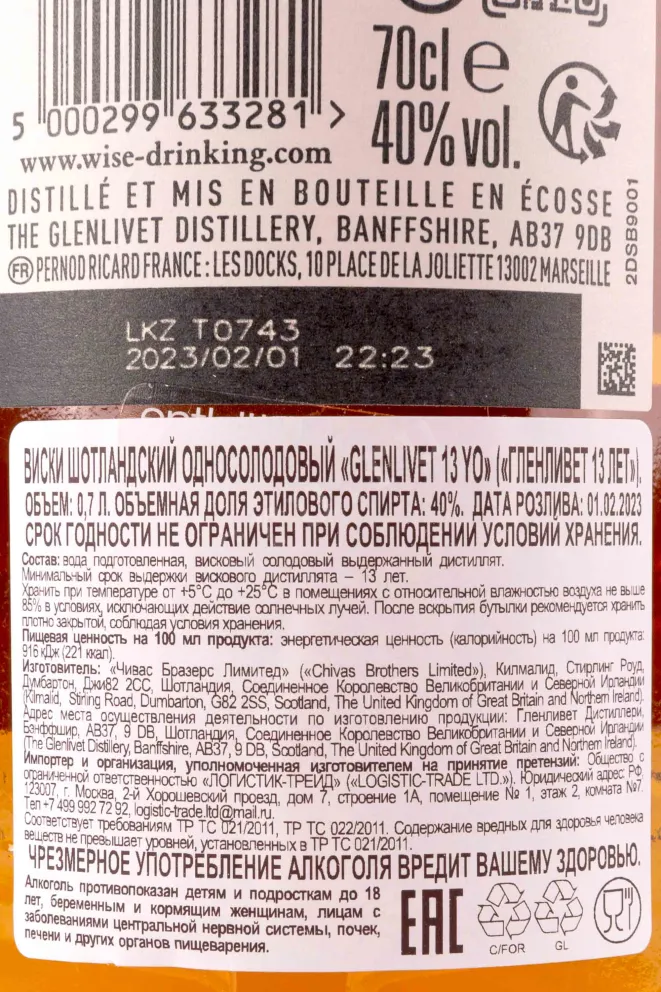 70cl e
5 000299 633281 >
40% vol.
www.wise-drinking.com
DISTILLÉ ET MIS EN BOUTEILLE EN ÉCOSSE
THE GLENLIVET DISTILLERY, BANFFSHIRE, AB37 9DB
FR PERNOD RICARD FRANCE : LES DOCKS, 10 PLACE DE LA JOLIETTE 13002 MARSEILLE
2DSB9001
LKZ T0743
2023/02/01 22:23
ВИСКИ ШОТЛАНДСКИЙ ОДНОСОЛОДОВЫЙ «GLENLIVET 13 YO» («ГЛЕНЛИВЕТ 13 ЛЕТ»).
ОБЪЕМ: 0,7 Л. ОБЪЕМНАЯ ДОЛЯ ЭТИЛОВОГО СПИРТА: 40%. ДАТА РОЗЛИВА: 01.02.2023
СРОК ГОДНОСТИ НЕ ОГРАНИЧЕН ПРИ СОБЛЮДЕНИИ УСЛОВИЙ ХРАНЕНИЯ.
Состав: вода подготовленная, висковый солодовый выдержанный дистиллят.
Минимальный срок выдержки вискового дистиллята – 13 лет.
Хранить при температуре от +5°С до +25°С в помещениях с относительной влажностью воздуха не выше
85% в условиях, исключающих действие солнечных лучей. После вскрытия бутылки рекомендуется хранить
плотно закрытой, соблюдая условия хранения.
Пищевая ценность на 100 мл продукта: энергетическая ценность (калорийность) на 100 мл продукта:
916 кДж (221 ккал).
Изготовитель: «Чивас Бразерс Лимитед» («Chivas Brothers Limited»), Килмалид, Стирлинг Роуд,
Думбартон, Джи82 2СС, Шотландия, Соединенное Королевство Великобритании и Северной Ирландии
(Kilmalid, Stirling Road, Dumbarton, G82 2SS, Scotland, The United Kingdom of Great Britain and Northern Ireland).
Адрес места осуществления деятельности по изготовлению продукции: Гленливет Дистиллери,
Бэнффшир, АВ37, 9 DB, Шотландия, Соединенное Королевство Великобритании и Северной Ирландии
(The Glenlivet Distillery, Banffshire, AB37, 9 DB, Scotland, The United Kingdom of Great Britain and Northern Ireland).
Импортер и организация, уполномоченная изготовителем на принятие претензий: Общество с
ограниченной ответственностью «ЛОГИСТИК-ТРЕЙД» («LOGISTIC-TRADE LTD.»). Юридический адрес: РФ,
123007, г. Москва, 2-й Хорошевский проезд, дом 7, строение 1А, помещение № 1, этаж 2, комната №7.
Тел +7 499 992 72 92, logistic-trade.ltd@mail.ru.
Соответствует требованиям ТР ТС 021/2011, ТР ТС 022/2011. Содержание вредных для здоровья человека
веществ не превышает уровней, установленных в ТР ТС 021/2011.
ЧРЕЗМЕРНОЕ УПОТРЕБЛЕНИЕ АЛКОГОЛЯ ВРЕДИТ ВАШЕМУ ЗДОРОВЬЮ.
Алкоголь противопоказан детям и подросткам до 18
лет, беременным и кормящим женщинам, лицам с
заболеваниями центральной нервной системы, почек,
печени и других органов пищеварения.
EAC
C/FOR GL